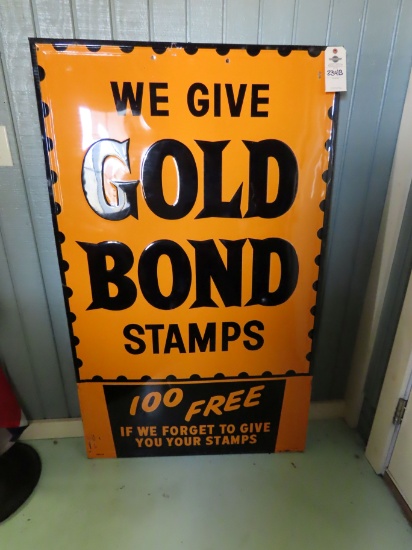 WE GIVE
GOLD
BOND
STAMPS
100 FREE
IF WE FORGET TO GIVE
YOU YOUR STAMPS